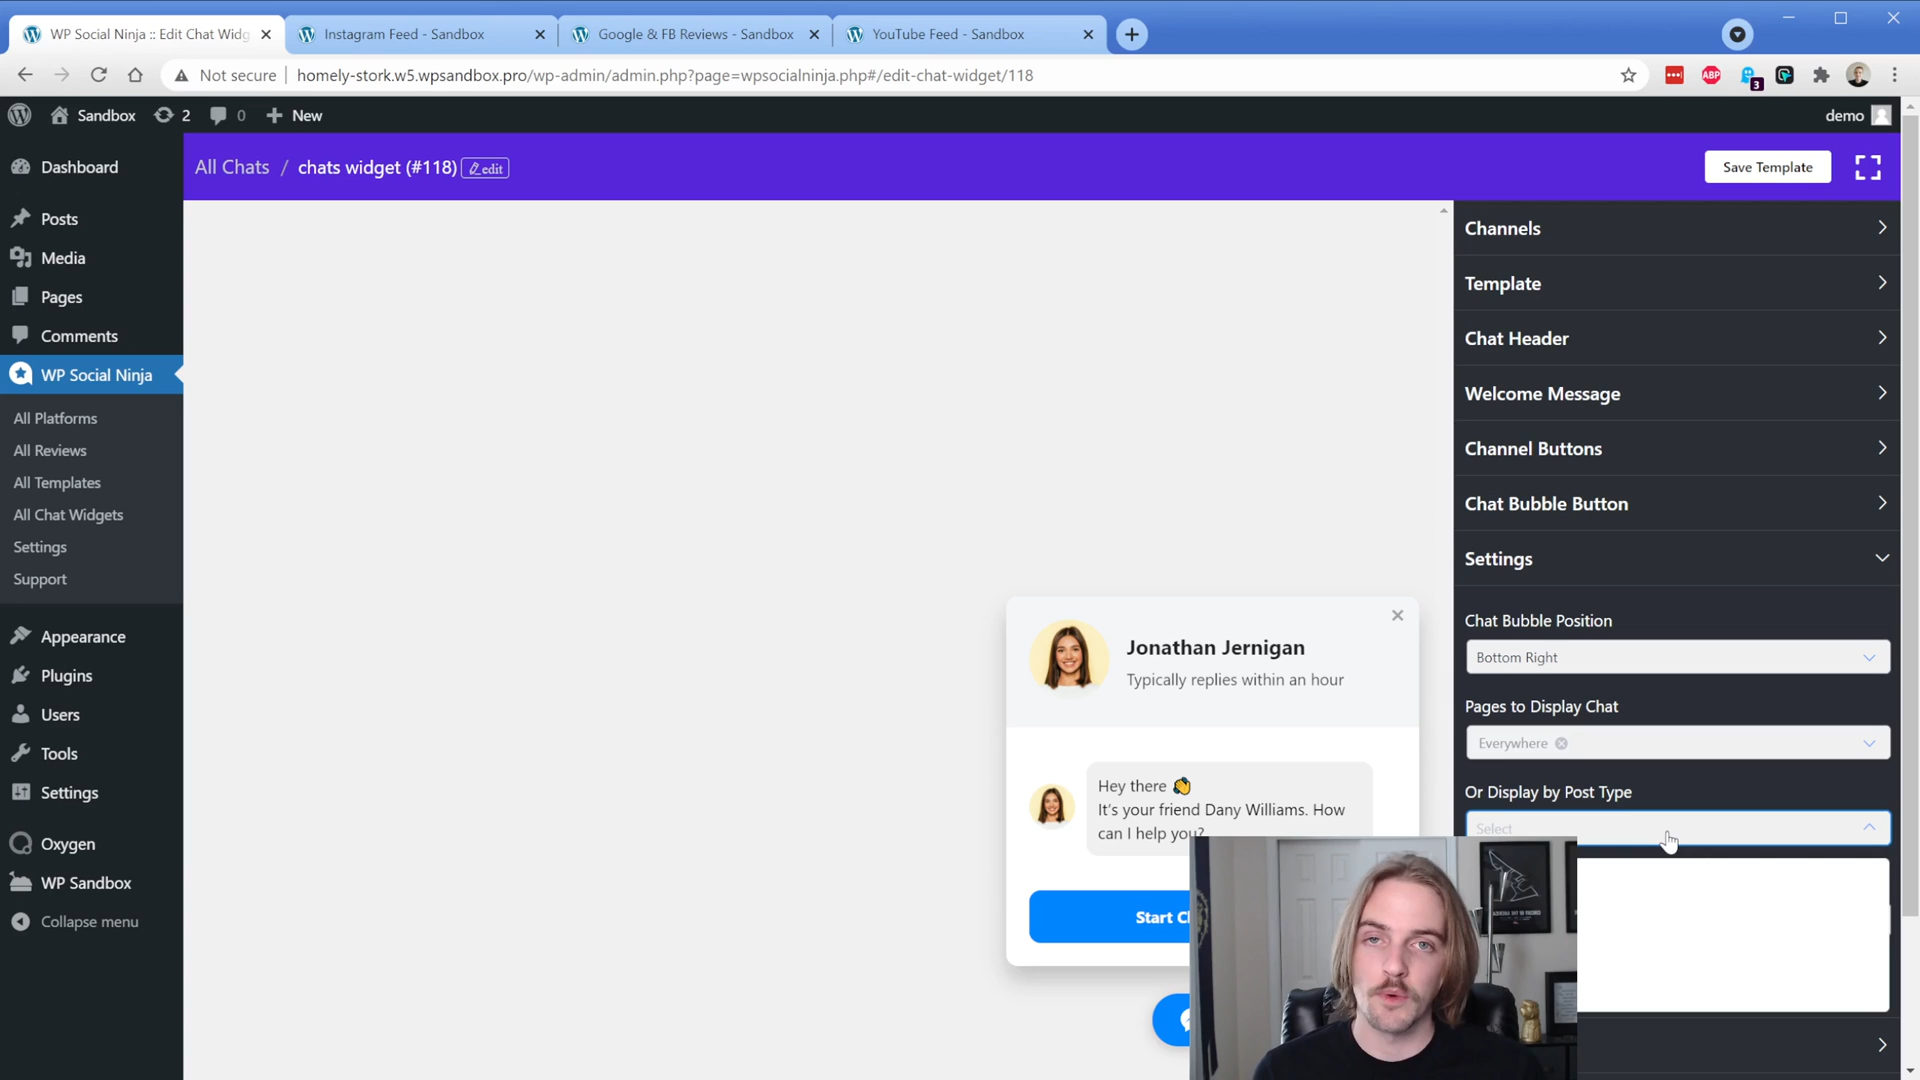 WP Social Ninja :: Edit Chat Widg
Instagram Feed - Sandbox
Google & FB Reviews - Sandbox
YouTube Feed - Sandbox
Not secure
homely-stork.w5.wpsandbox.pro/wp-admin/admin.php?page=wpsocialninja.php#/edit-chat-widget/118
ABP
3
Sandbox
2
0
New
demo
All Chats / chats widget (#118)
edit
Save Template
Dashboard
Posts
Media
Pages
Comments
WP Social Ninja
All Platforms
All Reviews
All Templates
All Chat Widgets
Settings
Support
Appearance
Plugins
Users
Tools
Settings
Oxygen
WP Sandbox
Collapse menu
Jonathan Jernigan
Typically replies within an hour
Hey there 👏
It's your friend Dany Williams. How
can I help you?
Start C
Channels
Template
Chat Header
Welcome Message
Channel Buttons
Chat Bubble Button
Settings
Chat Bubble Position
Bottom Right
Pages to Display Chat
Everywhere
Or Display by Post Type
Select